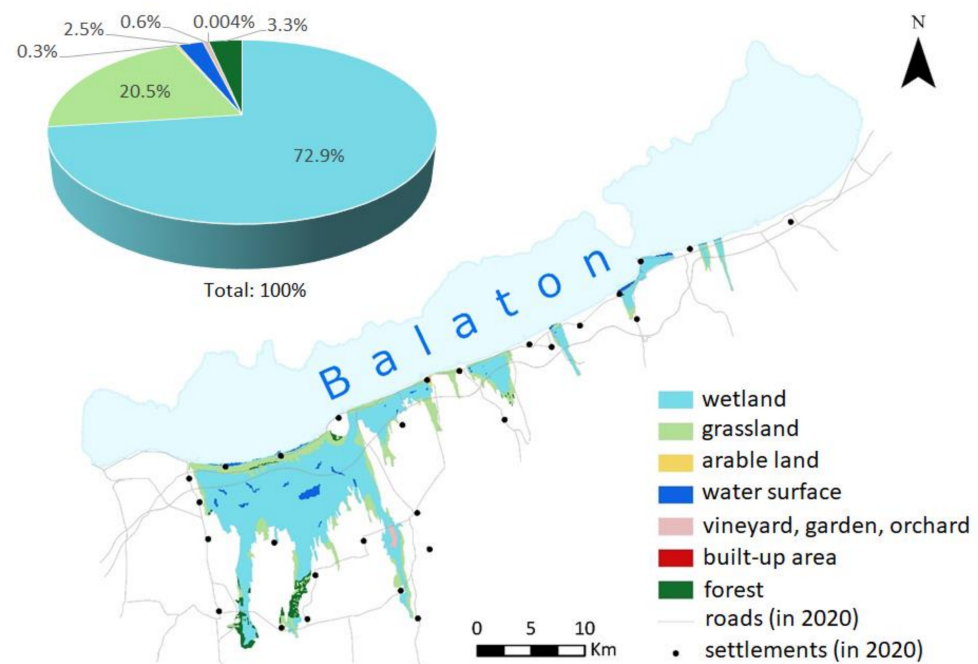 0.6%
0.004%
3.3%
2.5%
0.3%
20.5%
72.9%
Total: 100%
N
Balaton
wetland
grassland
arable land
water surface
vineyard, garden, orchard
built-up area
forest
roads (in 2020)
settlements (in 2020)
0 5 10
Km